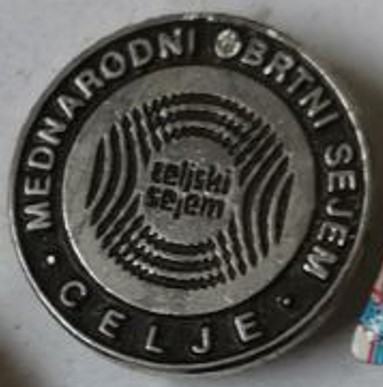 MEDNARODNI OBRTNI SEJEM
celjski
sejem
• CELJE •